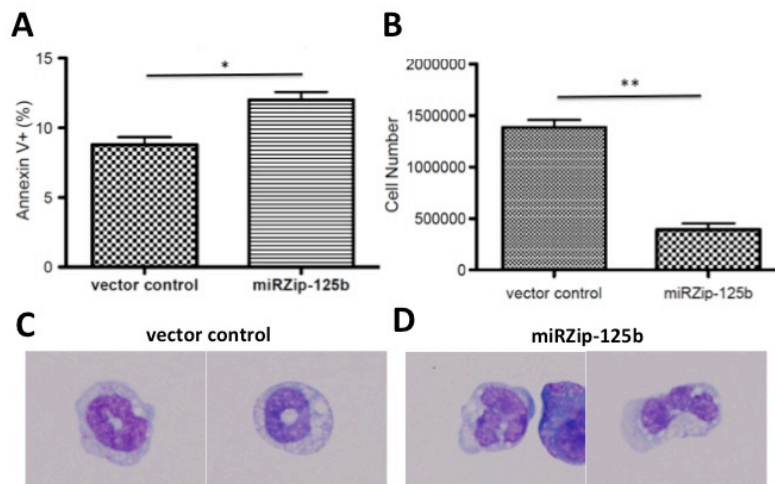 A
15
10
5
0
Annexin V+ (%)
*
vector control miRZip-125b
B
2000000
1500000
1000000
500000
0
Cell Number
**
vector control miRZip-125b
C
vector control
D
miRZip-125b